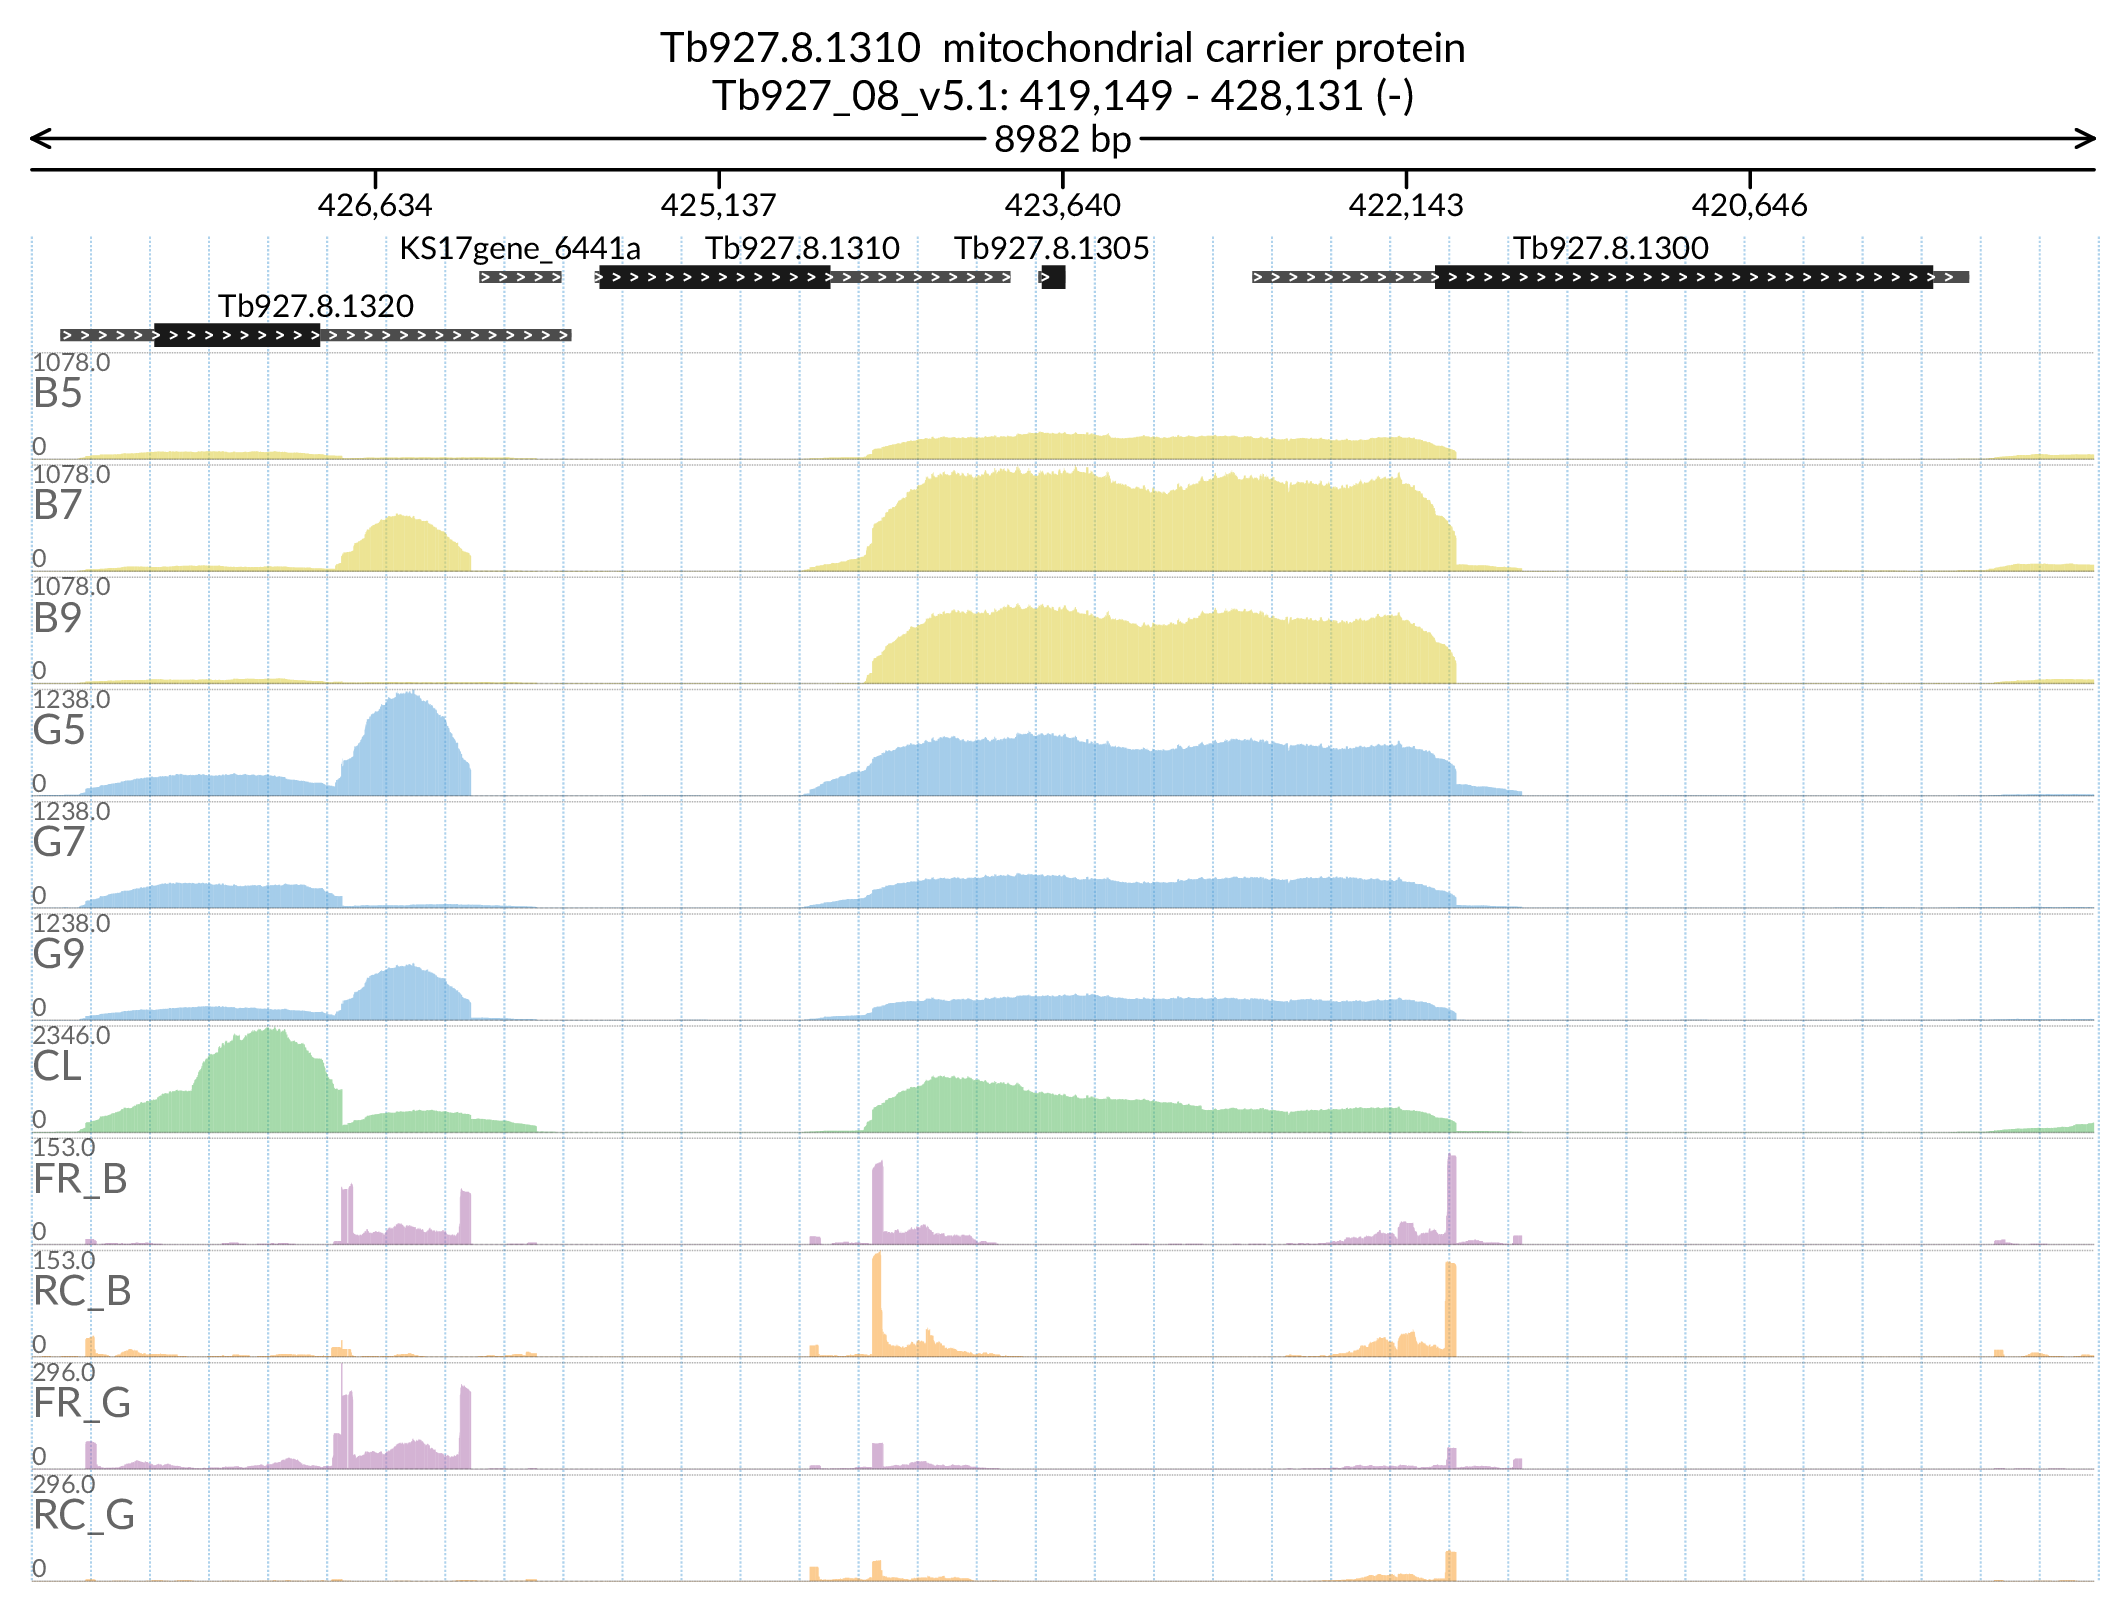 Tb927.8.1310  mitochondrial carrier protein
Tb927_08_v5.1: 419,149 - 428,131 (-)
8982 bp
426,634 425,137 423,640 422,143 420,646
KS17gene_6441a Tb927.8.1310 Tb927.8.1305 Tb927.8.1300
Tb927.8.1320
1078.0
B5
0
1078.0
B7
0
1078.0
B9
0
1238.0
G5
0
1238.0
G7
0
1238.0
G9
0
2346.0
CL
0
153.0
FR_B
0
153.0
RC_B
0
296.0
FR_G
0
296.0
RC_G
0